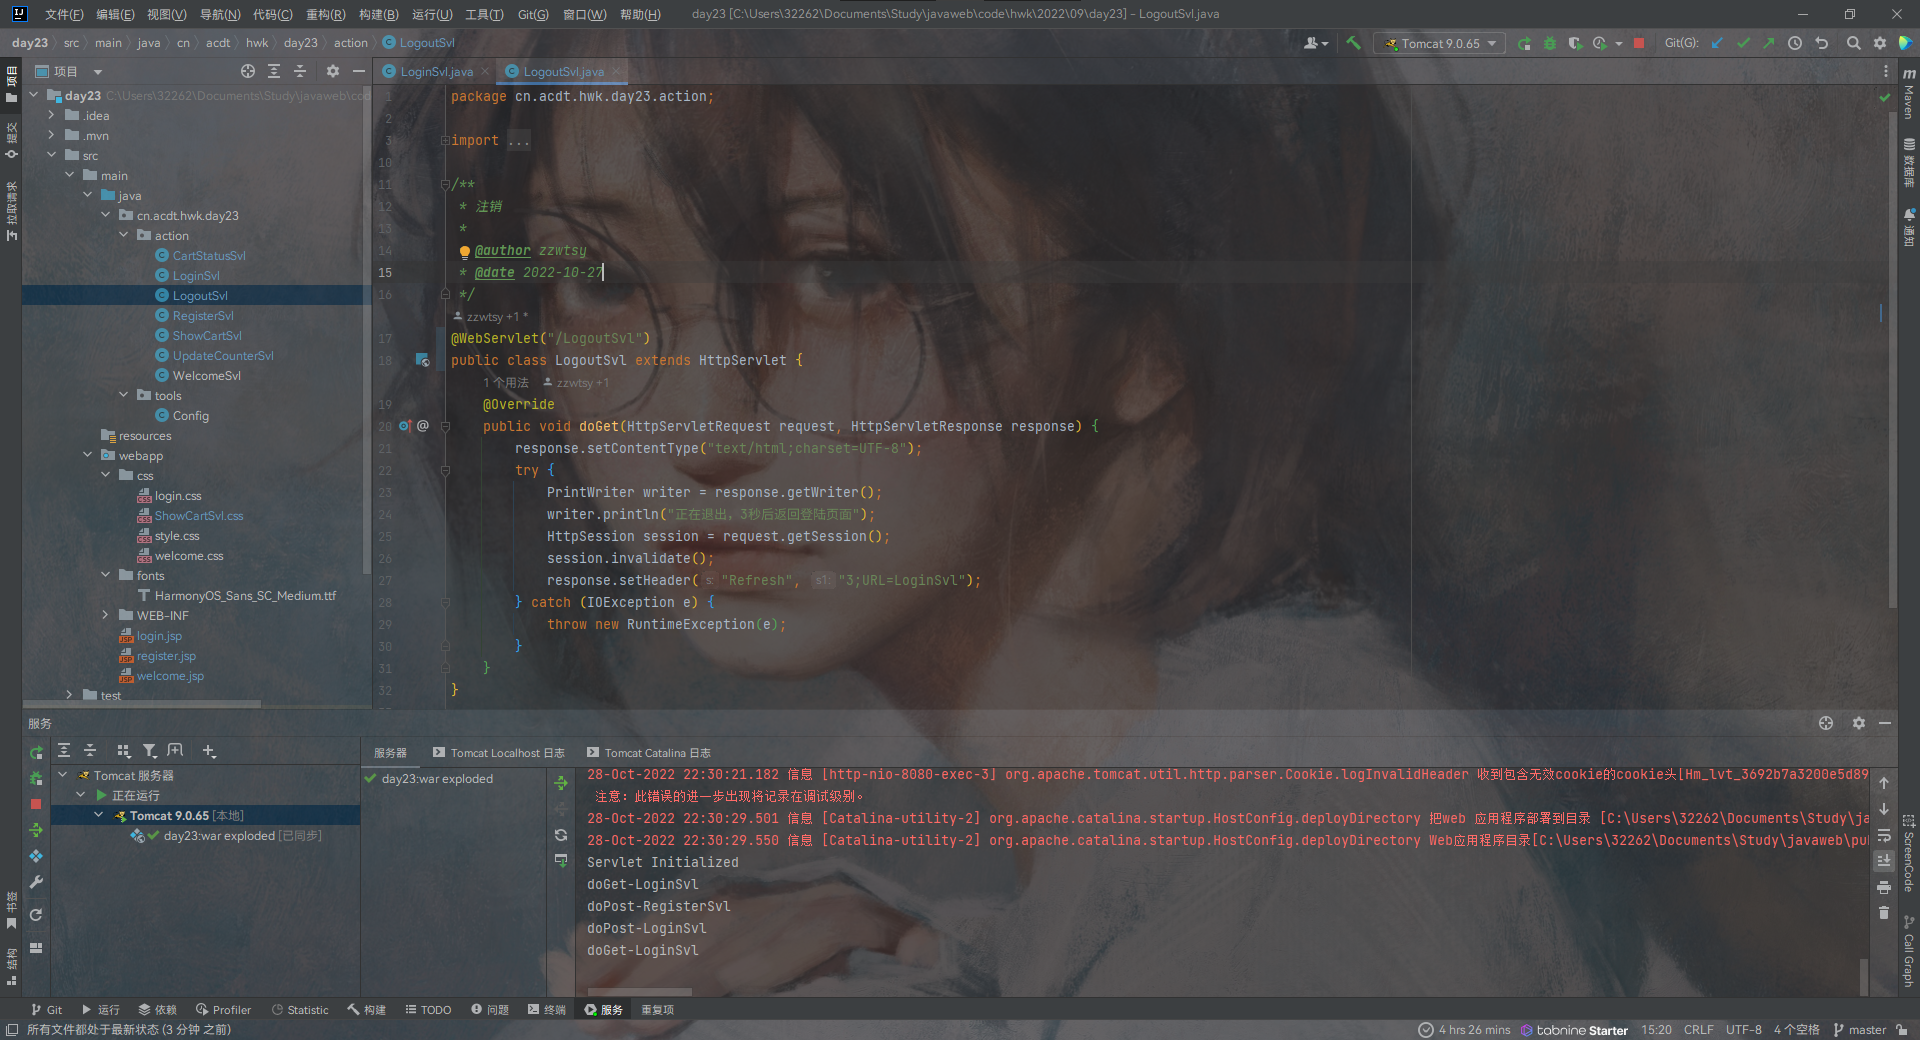 文件(F) 编辑(E) 视图(V) 导航(N) 代码(C) 重构(R) 构建(B) 运行(U) 工具(T) Git(G) 窗口(W) 帮助(H) day23 [C:\Users\32262\Documents\Study\javaweb\code\hwk\2022\09\day23] - LogoutSvl.java
day23 src main java cn acdt hwk day23 action LogoutSvl Tomcat 9.0.65 Git(G):
项目
LoginSvl.java LogoutSvl.java
day23 C:\Users\32262\Documents\Study\javaweb\cod
.idea
.mvn
src
main
java
cn.acdt.hwk.day23
action
CartStatusSvl
LoginSvl
LogoutSvl
RegisterSvl
ShowCartSvl
UpdateCounterSvl
WelcomeSvl
tools
Config
resources
webapp
css
login.css
ShowCartSvl.css
style.css
welcome.css
fonts
HarmonyOS_Sans_SC_Medium.ttf
WEB-INF
login.jsp
register.jsp
welcome.jsp
test
项目
提交
拉取请求
书签
结构
1 package cn.acdt.hwk.day23.action;
2
3 import ...
10
11 /**
12 * 注销
13 *
14 @author zzwtsy
15 * @date 2022-10-27
16 */
zzwtsy +1 *
17 @WebServlet("/LogoutSvl")
18 public class LogoutSvl extends HttpServlet {
1 个用法 zzwtsy +1
19 @Override
20 @ public void doGet(HttpServletRequest request, HttpServletResponse response) {
21 response.setContentType("text/html;charset=UTF-8");
22 try {
23 PrintWriter writer = response.getWriter();
24 writer.println("正在退出，3秒后返回登陆页面");
25 HttpSession session = request.getSession();
26 session.invalidate();
27 response.setHeader( s: "Refresh", s1: "3;URL=LoginSvl");
28 } catch (IOException e) {
29 throw new RuntimeException(e);
30 }
31 }
32 }
m Maven
数据库
通知
ScreenCode
Call Graph
服务
Tomcat 服务器
正在运行
Tomcat 9.0.65 [本地]
day23:war exploded [已同步]
服务器 Tomcat Localhost 日志 Tomcat Catalina 日志
day23:war exploded
28-Oct-2022 22:30:21.182 信息 [http-nio-8080-exec-3] org.apache.tomcat.util.http.parser.Cookie.logInvalidHeader 收到包含无效cookie的cookie头[Hm_lvt_3692b7a3200e5d89
注意：此错误的进一步出现将记录在调试级别。
28-Oct-2022 22:30:29.501 信息 [Catalina-utility-2] org.apache.catalina.startup.HostConfig.deployDirectory 把web 应用程序部署到目录 [C:\Users\32262\Documents\Study\ja
28-Oct-2022 22:30:29.550 信息 [Catalina-utility-2] org.apache.catalina.startup.HostConfig.deployDirectory Web应用程序目录[C:\Users\32262\Documents\Study\javaweb\pu
Servlet Initialized
doGet-LoginSvl
doPost-RegisterSvl
doPost-LoginSvl
doGet-LoginSvl
Git 运行 依赖 Profiler Statistic 构建 TODO 问题 终端 服务 重复项
所有文件都处于最新状态 (3 分钟 之前) 4 hrs 26 mins tabnine Starter 15:20 CRLF UTF-8 4 个空格 master